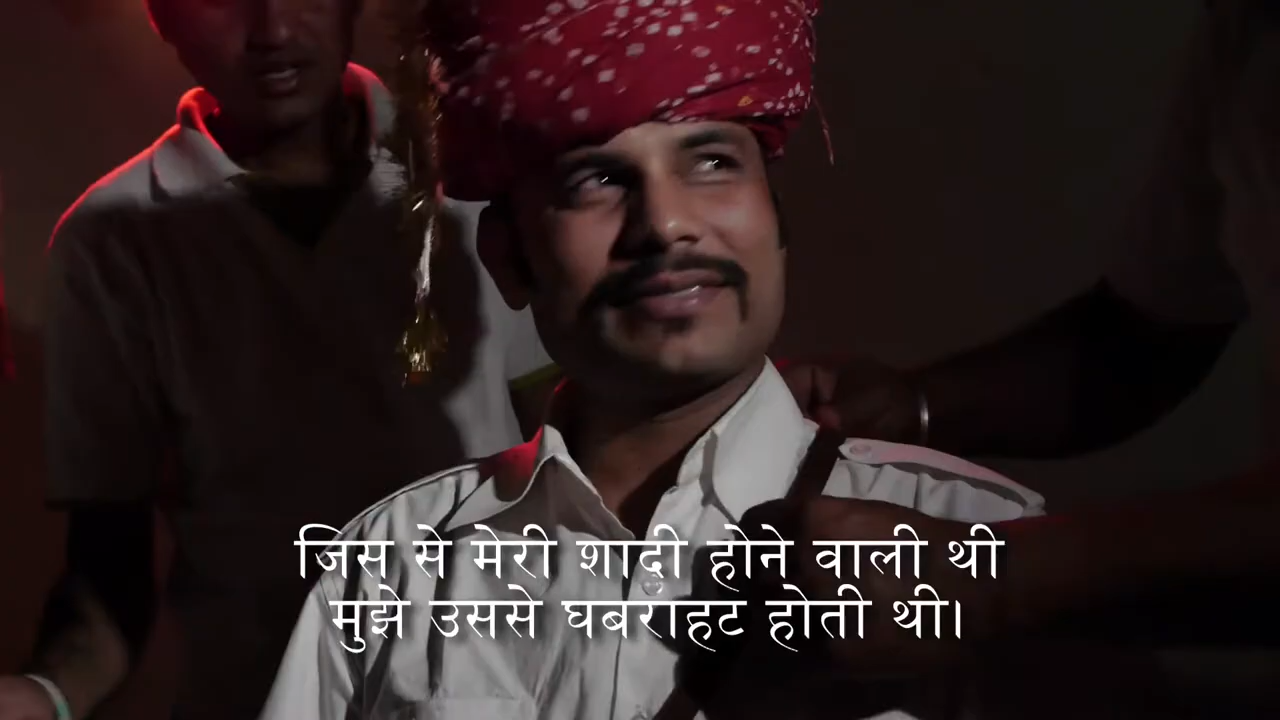 जिस से मेरी शादी होने वाली थी
मुझे उससे घबराहट होती थी।